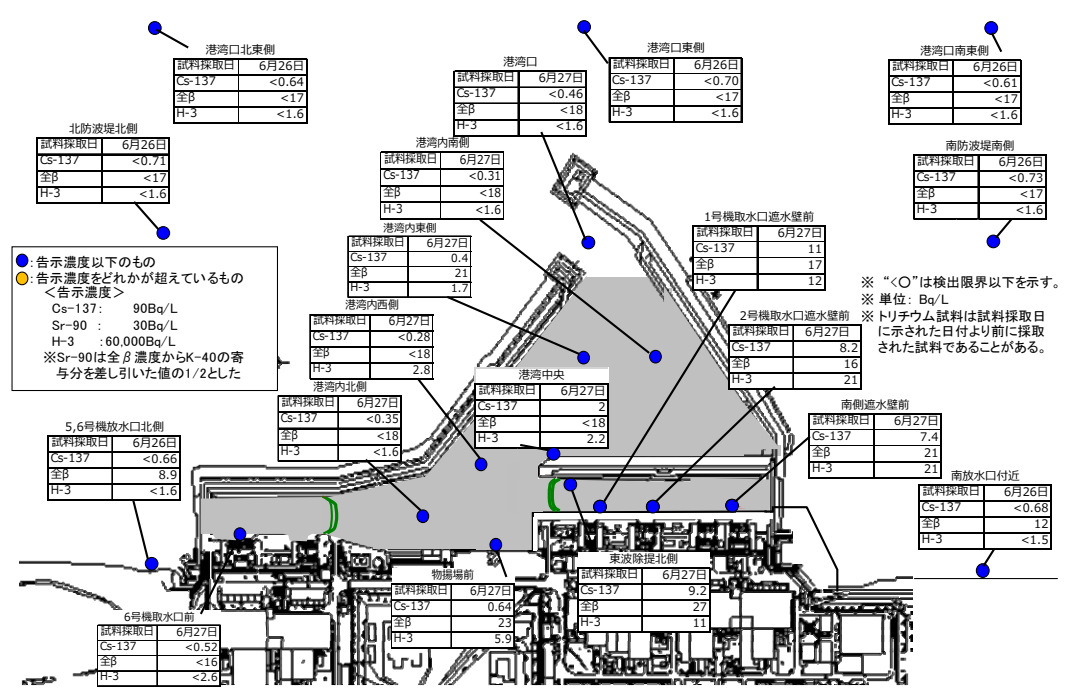 港湾口北東側
試料採取日 6月26日
Cs-137 <0.64
全β <17
H-3 <1.6
港湾口
試料採取日 6月27日
Cs-137 <0.46
全β <18
H-3 <1.6
港湾口東側
試料採取日 6月26日
Cs-137 <0.70
全β <17
H-3 <1.6
港湾口南東側
試料採取日 6月26日
Cs-137 <0.61
全β <17
H-3 <1.6
北防波堤北側
試料採取日 6月26日
Cs-137 <0.71
全β <17
H-3 <1.6
港湾内南側
試料採取日 6月27日
Cs-137 <0.31
全β <18
H-3 <1.6
南防波堤南側
試料採取日 6月26日
Cs-137 <0.73
全β <17
H-3 <1.6
港湾内東側
試料採取日 6月27日
Cs-137 0.4
全β 21
H-3 1.7
1号機取水口遮水壁前
試料採取日 6月27日
Cs-137 11
全β 17
H-3 12
:告示濃度以下のもの
:告示濃度をどれかが超えているもの
<告示濃度>
Cs-137: 90Bq/L
Sr-90 : 30Bq/L
H-3 :60,000Bq/L
※Sr-90は全β濃度からK-40の寄
与分を差し引いた値の1/2とした
※ “<○”は検出限界以下を示す。
※ 単位: Bq/L
※ トリチウム試料は試料採取日
に示された日付より前に採取
された試料であることがある。
港湾内西側
試料採取日 6月27日
Cs-137 <0.28
全β <18
H-3 2.8
2号機取水口遮水壁前
試料採取日 6月27日
Cs-137 8.2
全β 16
H-3 21
港湾中央
試料採取日 6月27日
Cs-137 2
全β <18
H-3 2.2
港湾内北側
試料採取日 6月27日
Cs-137 <0.35
全β <18
H-3 <1.6
南側遮水壁前
試料採取日 6月27日
Cs-137 7.4
全β 21
H-3 21
5,6号機放水口北側
試料採取日 6月26日
Cs-137 <0.66
全β 8.9
H-3 <1.6
南放水口付近
試料採取日 6月26日
Cs-137 <0.68
全β 12
H-3 <1.5
物揚場前
試料採取日 6月27日
Cs-137 0.64
全β 23
H-3 5.9
東波除堤北側
試料採取日 6月27日
Cs-137 9.2
全β 27
H-3 11
6号機取水口前
試料採取日 6月27日
Cs-137 <0.52
全β <16
H-3 <2.6